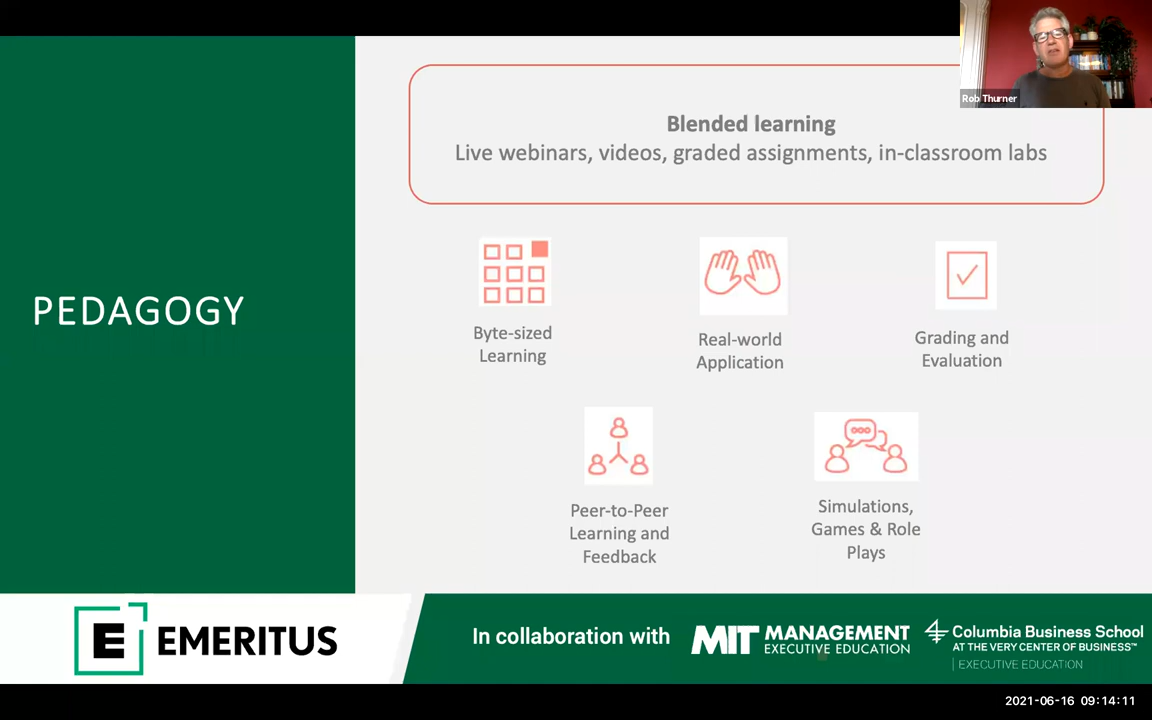 Rob Thurner
Blended learning
Live webinars, videos, graded assignments, in-classroom labs
PEDAGOGY
Byte-sized
Learning
Real-world
Application
Grading and
Evaluation
Peer-to-Peer
Learning and
Feedback
Simulations,
Games & Role
Plays
E EMERITUS
In collaboration with
MIT MANAGEMENT
EXECUTIVE EDUCATION
Columbia Business School
AT THE VERY CENTER OF BUSINESS™
EXECUTIVE EDUCATION
2021-06-16 09:14:11